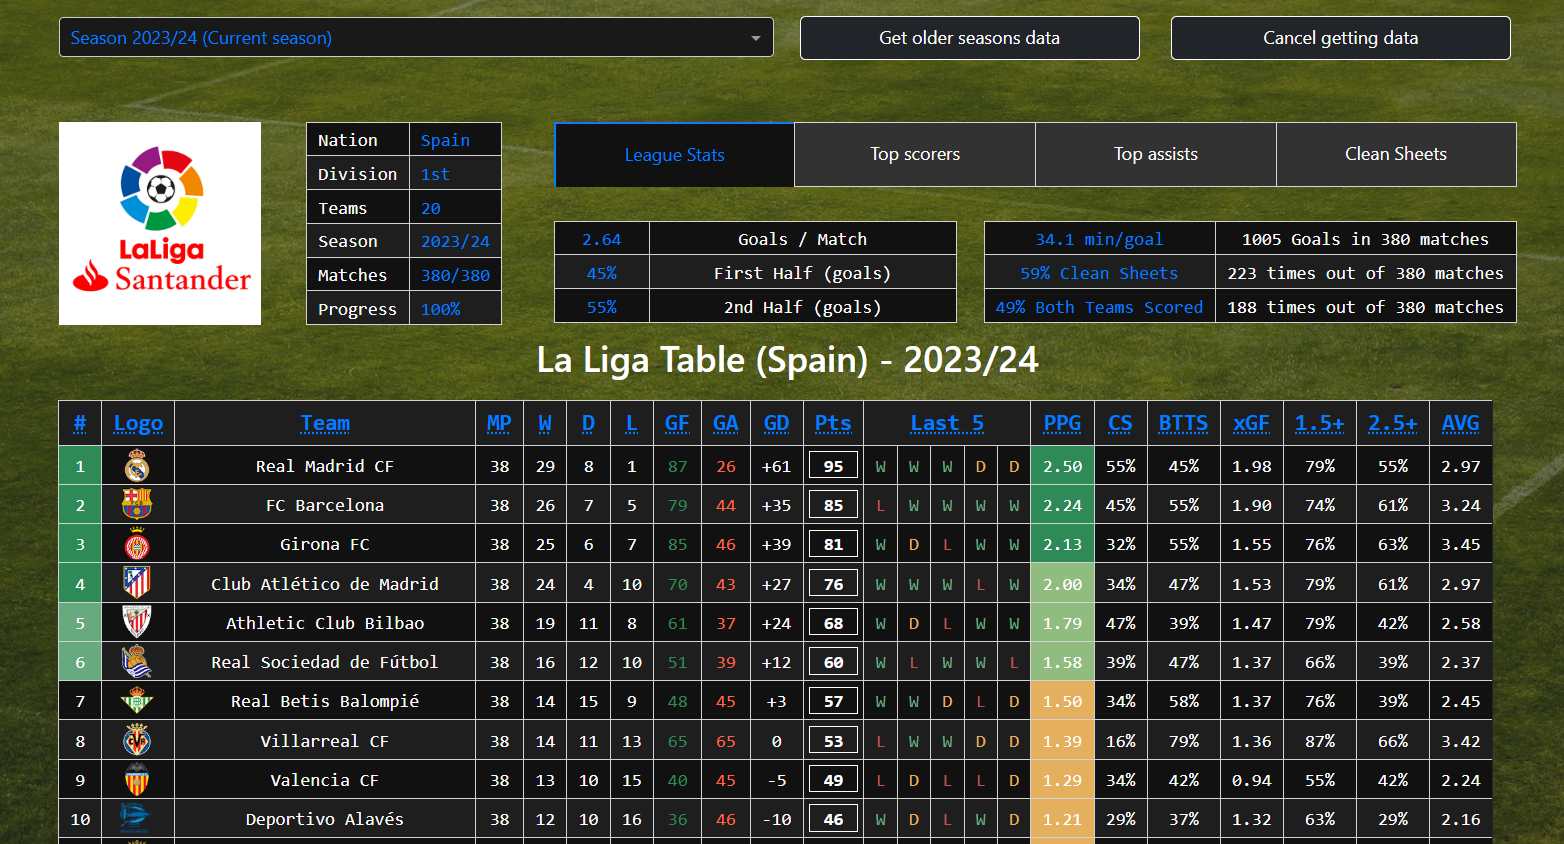 Season 2023/24 (Current season)
Get older seasons data
Cancel getting data
LaLiga
Santander
Nation Spain
Division 1st
Teams 20
Season 2023/24
Matches 380/380
Progress 100%
League Stats Top scorers Top assists Clean Sheets
2.64 Goals / Match
45% First Half (goals)
55% 2nd Half (goals)
34.1 min/goal 1005 Goals in 380 matches
59% Clean Sheets 223 times out of 380 matches
49% Both Teams Scored 188 times out of 380 matches
La Liga Table (Spain) - 2023/24
# Logo Team MP W D L GF GA GD Pts Last 5 PPG CS BTTS xGF 1.5+ 2.5+ AVG
1 Real Madrid CF 38 29 8 1 87 26 +61 95 W W W D D 2.50 55% 45% 1.98 79% 55% 2.97
2 FC Barcelona 38 26 7 5 79 44 +35 85 L W W W W 2.24 45% 55% 1.90 74% 61% 3.24
3 Girona FC 38 25 6 7 85 46 +39 81 W D L W W 2.13 32% 55% 1.55 76% 63% 3.45
4 Club Atlético de Madrid 38 24 4 10 70 43 +27 76 W W W L W 2.00 34% 47% 1.53 79% 61% 2.97
5 Athletic Club Bilbao 38 19 11 8 61 37 +24 68 W D L W W 1.79 47% 39% 1.47 79% 42% 2.58
6 Real Sociedad de Fútbol 38 16 12 10 51 39 +12 60 W L W W L 1.58 39% 47% 1.37 66% 39% 2.37
7 Real Betis Balompié 38 14 15 9 48 45 +3 57 W W D L D 1.50 34% 58% 1.37 76% 39% 2.45
8 Villarreal CF 38 14 11 13 65 65 0 53 L W W D D 1.39 16% 79% 1.36 87% 66% 3.42
9 Valencia CF 38 13 10 15 40 45 -5 49 L D L L D 1.29 34% 42% 0.94 55% 42% 2.24
10 Deportivo Alavés 38 12 10 16 36 46 -10 46 W D L W D 1.21 29% 37% 1.32 63% 29% 2.16